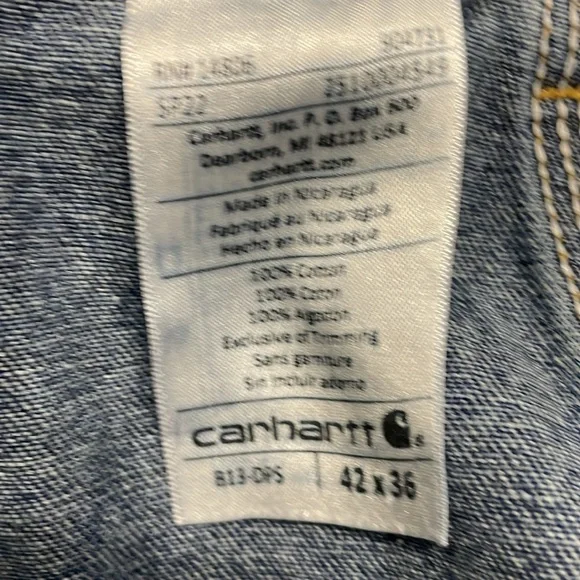 RN# 14806 904731
SP22 2510004549
Carhartt, Inc. P. O. Box 600
Dearborn, MI 48121 U.S.A.
carhartt.com
Made in Nicaragua
Fabriqué au Nicaragua
Hecho en Nicaragua
100% Cotton
100% Coton
100% Algodon
Exclusive of Trimming
Sans garniture
Sin incluir adorno
carhartt
B13-DPS 42 x 36